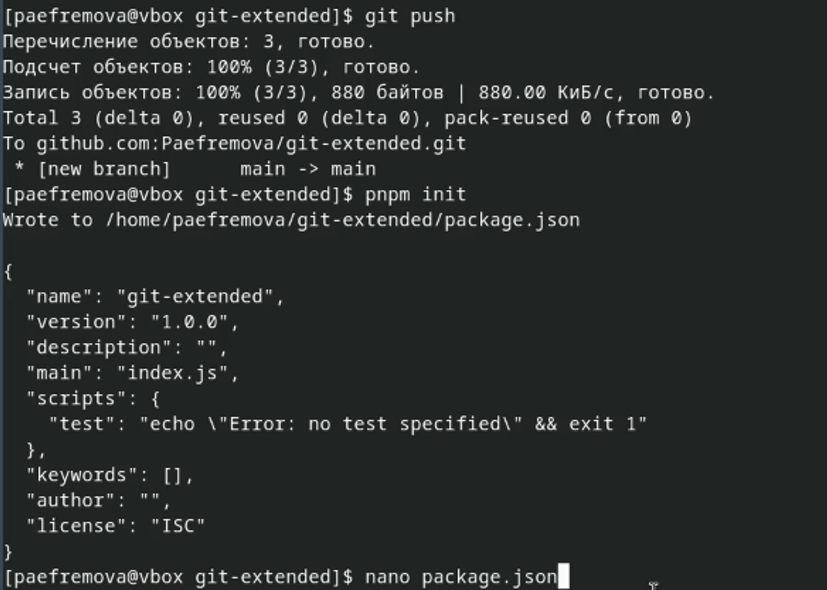 [paefremova@vbox git-extended]$ git push
Перечисление объектов: 3, готово.
Подсчет объектов: 100% (3/3), готово.
Запись объектов: 100% (3/3), 880 байтов | 880.00 КиБ/с, готово.
Total 3 (delta 0), reused 0 (delta 0), pack-reused 0 (from 0)
To github.com:Paefremova/git-extended.git
 * [new branch]      main -> main
[paefremova@vbox git-extended]$ pnpm init
Wrote to /home/paefremova/git-extended/package.json

{
  "name": "git-extended",
  "version": "1.0.0",
  "description": "",
  "main": "index.js",
  "scripts": {
    "test": "echo \"Error: no test specified\" && exit 1"
  },
  "keywords": [],
  "author": "",
  "license": "ISC"
}
[paefremova@vbox git-extended]$ nano package.json